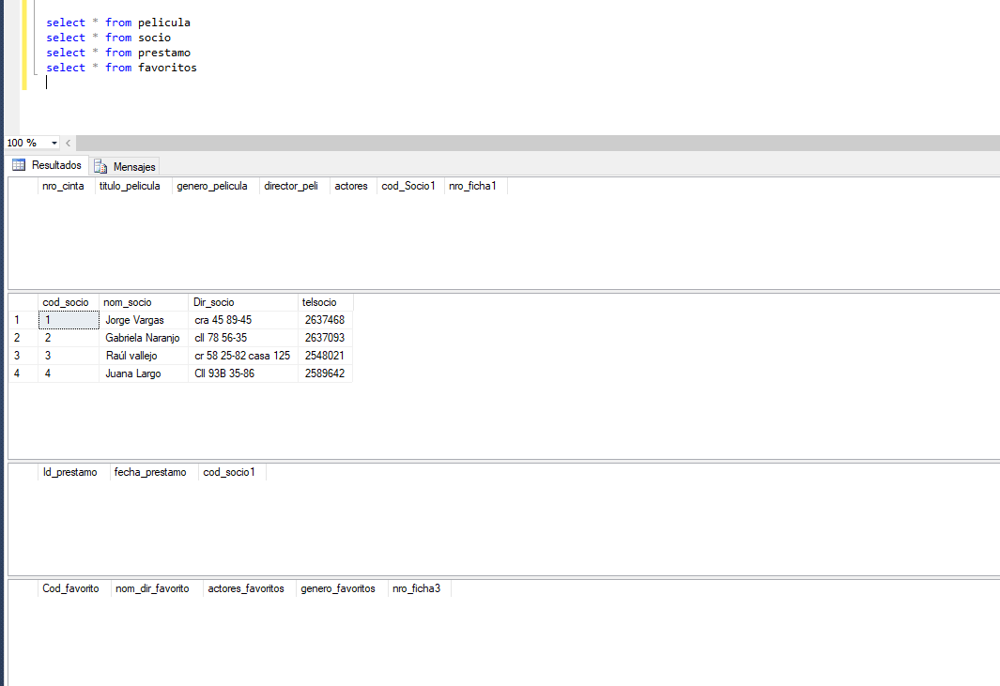 select * from pelicula
select * from socio
select * from prestamo
select * from favoritos
100 %
Resultados Mensajes
nro_cinta titulo_pelicula genero_pelicula director_peli actores cod_Socio1 nro_ficha1
cod_socio nom_socio Dir_socio telsocio
1 1 Jorge Vargas cra 45 89-45 2637468
2 2 Gabriela Naranjo cll 78 56-35 2637093
3 3 Raúl vallejo cr 58 25-82 casa 125 2548021
4 4 Juana Largo Cll 93B 35-86 2589642
Id_prestamo fecha_prestamo cod_socio1
Cod_favorito nom_dir_favorito actores_favoritos genero_favoritos nro_ficha3